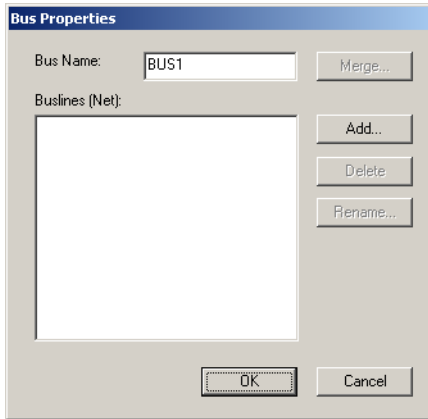 Bus Properties
Bus Name: BUS1 Merge...
Buslines (Net):
Add...
Delete
Rename...
OK Cancel